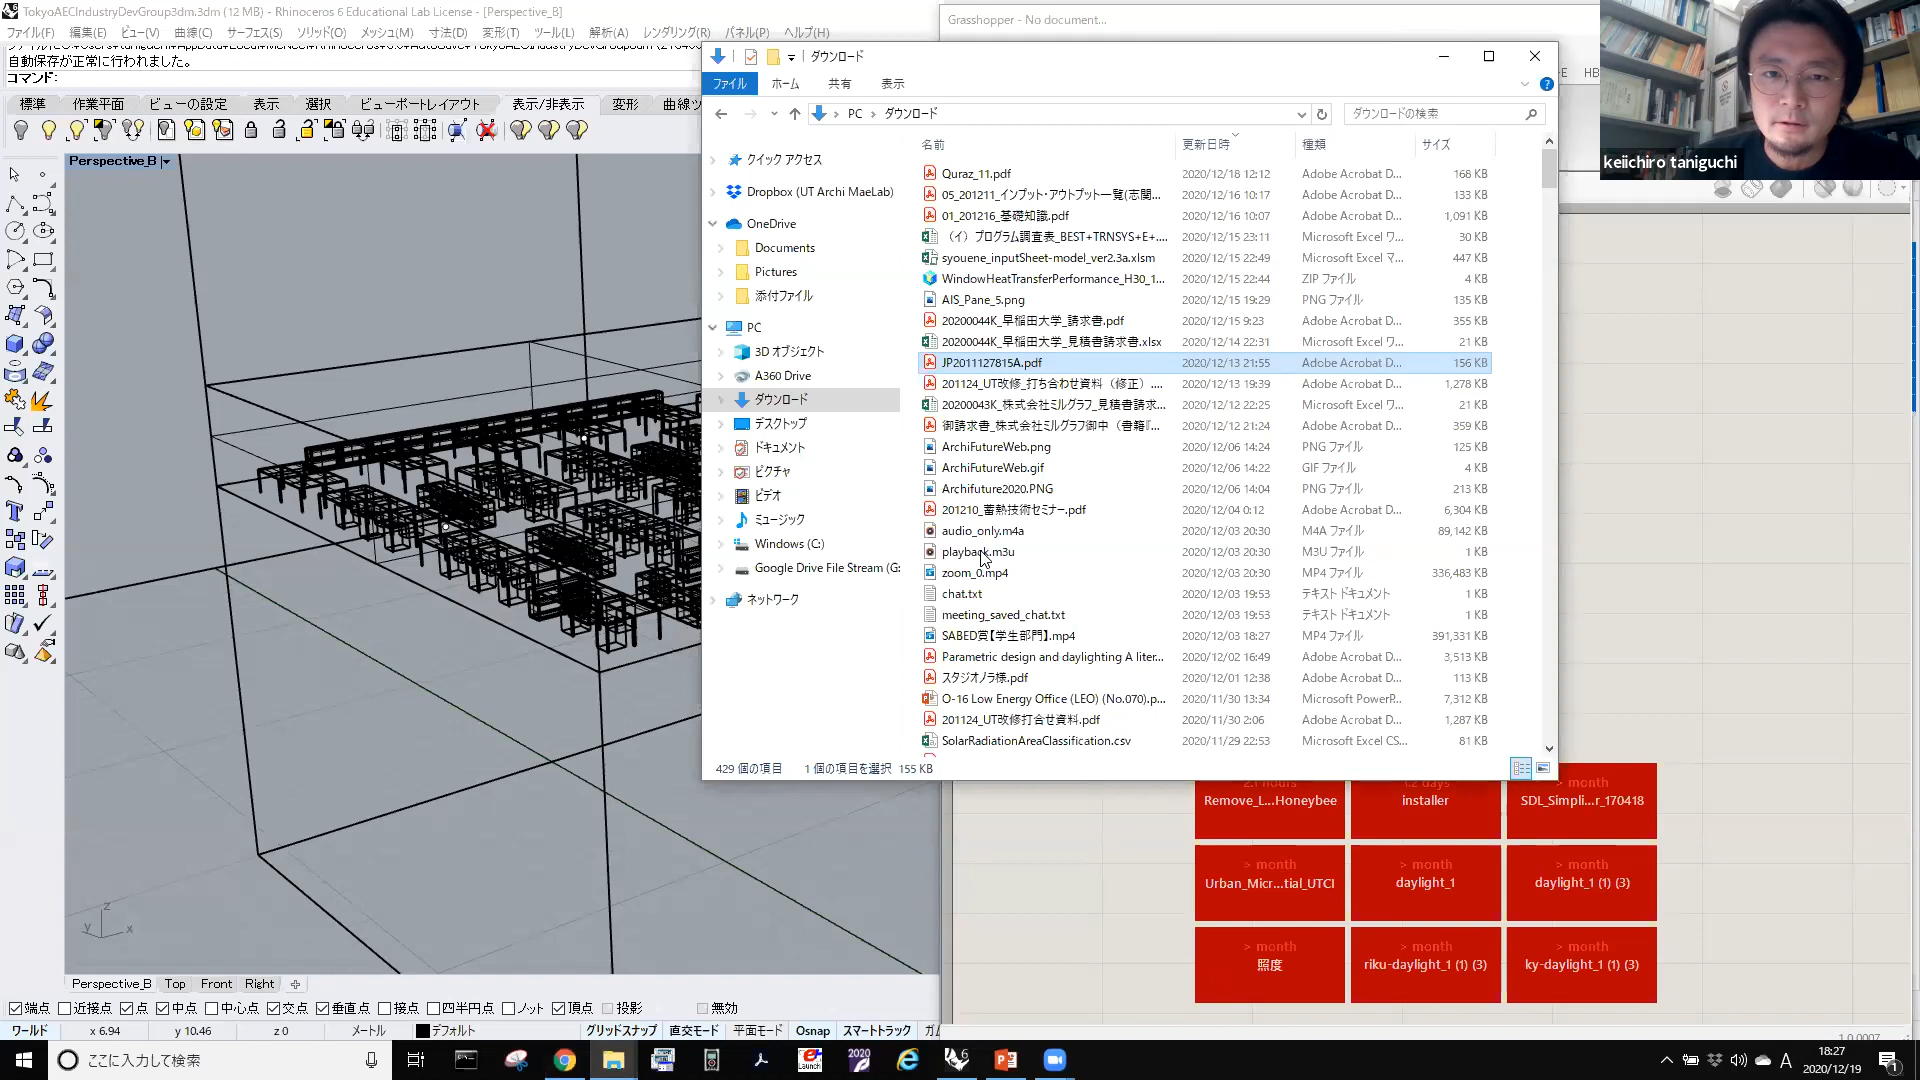 TokyoAECIndustryDevGroup3dm.3dm (12 MB) - Rhinoceros 6 Educational Lab License - [Perspective_B]
ファイル(F) 編集(E) ビュー(V) 曲線(C) サーフェス(S) ソリッド(O) メッシュ(M) 寸法(D) 変形(T) ツール(L) 解析(A) レンダリング(R) パネル(P) ヘルプ(H)
自動保存が正常に行われました。
コマンド:
標準 作業平面 ビューの設定 表示 選択 ビューポートレイアウト 表示/非表示 変形 曲線ツ
Perspective_B
z
y
x
Perspective_B Top Front Right
端点 近接点 点 中点 中心点 交点 垂直点 接点 四半円点 ノット 頂点 投影 無効
ワールド x 6.94 y 10.46 z 0 メートル デフォルト グリッドスナップ 直交モード 平面モード Osnap スマートトラック ガム
Grasshopper - No document...
ダウンロード
ファイル ホーム 共有 表示
PC ダウンロード
ダウンロードの検索
クイック アクセス
Dropbox (UT Archi MaeLab)
OneDrive
Documents
Pictures
添付ファイル
PC
3D オブジェクト
A360 Drive
ダウンロード
デスクトップ
ドキュメント
ピクチャ
ビデオ
ミュージック
Windows (C:)
Google Drive File Stream (G:
ネットワーク
名前 更新日時 種類 サイズ
Quraz_11.pdf 2020/12/18 12:12 Adobe Acrobat D... 168 KB
05_201211_インプット・アウトプット一覧(志関... 2020/12/16 10:17 Adobe Acrobat D... 133 KB
01_201216_基礎知識.pdf 2020/12/16 10:07 Adobe Acrobat D... 1,091 KB
（イ）プログラム調査表_BEST+TRNSYS+E+.... 2020/12/15 23:11 Microsoft Excel ワ... 30 KB
syouene_inputSheet-model_ver2.3a.xlsm 2020/12/15 22:49 Microsoft Excel マ... 447 KB
WindowHeatTransferPerformance_H30_1... 2020/12/15 22:44 ZIP ファイル 4 KB
AIS_Pane_5.png 2020/12/15 19:29 PNG ファイル 135 KB
20200044K_早稲田大学_請求書.pdf 2020/12/15 9:23 Adobe Acrobat D... 355 KB
20200044K_早稲田大学_見積書請求書.xlsx 2020/12/14 22:31 Microsoft Excel ワ... 21 KB
JP2011127815A.pdf 2020/12/13 21:55 Adobe Acrobat D... 156 KB
201124_UT改修_打ち合わせ資料（修正）.... 2020/12/13 19:39 Adobe Acrobat D... 1,278 KB
20200043K_株式会社ミルグラフ_見積書請求... 2020/12/12 22:25 Microsoft Excel ワ... 21 KB
御請求書_株式会社ミルグラフ御中（書籍『... 2020/12/12 21:24 Adobe Acrobat D... 359 KB
ArchiFutureWeb.png 2020/12/06 14:24 PNG ファイル 125 KB
ArchiFutureWeb.gif 2020/12/06 14:22 GIF ファイル 4 KB
Archifuture2020.PNG 2020/12/06 14:04 PNG ファイル 213 KB
201210_蓄熱技術セミナー.pdf 2020/12/04 0:12 Adobe Acrobat D... 6,304 KB
audio_only.m4a 2020/12/03 20:30 M4A ファイル 89,142 KB
playback.m3u 2020/12/03 20:30 M3U ファイル 1 KB
zoom_0.mp4 2020/12/03 20:30 MP4 ファイル 336,483 KB
chat.txt 2020/12/03 19:53 テキスト ドキュメント 1 KB
meeting_saved_chat.txt 2020/12/03 19:53 テキスト ドキュメント 1 KB
SABED賞【学生部門】.mp4 2020/12/03 18:27 MP4 ファイル 391,331 KB
Parametric design and daylighting A liter... 2020/12/02 16:49 Adobe Acrobat D... 3,513 KB
スタジオノラ様.pdf 2020/12/01 12:38 Adobe Acrobat D... 113 KB
O-16 Low Energy Office (LEO) (No.070).p... 2020/11/30 13:34 Microsoft PowerP... 7,312 KB
201124_UT改修打合せ資料.pdf 2020/11/30 2:06 Adobe Acrobat D... 1,287 KB
SolarRadiationAreaClassification.csv 2020/11/29 22:53 Microsoft Excel CS... 81 KB
429 個の項目 1 個の項目を選択 155 KB
keiichiro taniguchi
Remove_L...Honeybee installer SDL_Simpli...r_170418
> month > month > month
Urban_Micr...tial_UTCI daylight_1 daylight_1 (1) (3)
> month > month > month
照度 riku-daylight_1 (1) (3) ky-daylight_1 (1) (3)
1.0.0007
ここに入力して検索
2020
A
18:27
2020/12/19